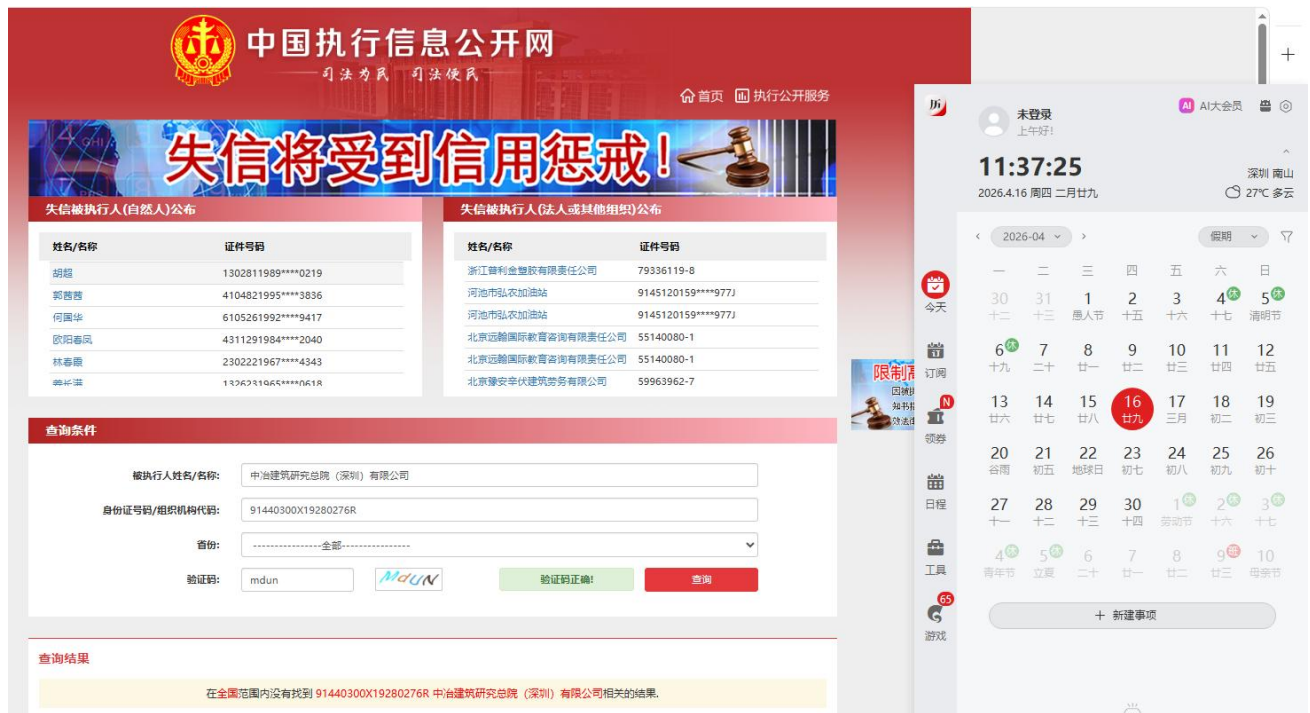 中国执行信息公开网
司法为民 司法便民
首页 执行公开服务
失信将受到信用惩戒!
失信被执行人(自然人)公布
姓名/名称 证件号码
胡超 1302811989****0219
郭茜茜 4104821995****3836
何国华 6105261992****9417
欧阳春凤 4311291984****2040
林春霞 2302221967****4343
姜长湛 1326231965****0618
失信被执行人(法人或其他组织)公布
姓名/名称 证件号码
浙江普利金塑胶有限责任公司 79336119-8
河池市弘农加油站 9145120159****977J
河池市弘农加油站 9145120159****977J
北京远翰国际教育咨询有限责任公司 55140080-1
北京远翰国际教育咨询有限责任公司 55140080-1
北京豫安辛伏建筑劳务有限公司 59963962-7
限制高
因被执
知书指
效法律
查询条件
被执行人姓名/名称: 中冶建筑研究总院（深圳）有限公司
身份证号码/组织机构代码: 91440300X19280276R
省份: ----------------全部----------------
验证码: mdun MdUN 验证码正确! 查询
查询结果
在全国范围内没有找到 91440300X19280276R 中冶建筑研究总院（深圳）有限公司相关的结果.
历
未登录
上午好!
AI AI大会员
11:37:25
2026.4.16 周四 二月廿九
深圳 南山
27℃ 多云
2026-04 假期
一 二 三 四 五 六 日
30 31 1 2 3 4休 5休
十二 十三 愚人节 十五 十六 十七 清明节
6休 7 8 9 10 11 12
十九 二十 廿一 廿二 廿三 廿四 廿五
13 14 15 16 17 18 19
廿六 廿七 廿八 廿九 三月 初二 初三
20 21 22 23 24 25 26
谷雨 初五 地球日 初七 初八 初九 初十
27 28 29 30 1休 2休 3休
十一 十二 十三 十四 劳动节 十六 十七
4休 5休 6 7 8 9班 10
青年节 立夏 二十 廿一 廿二 廿三 母亲节
+ 新建事项
今天
17
订阅
N
领券
日程
工具
65
游戏